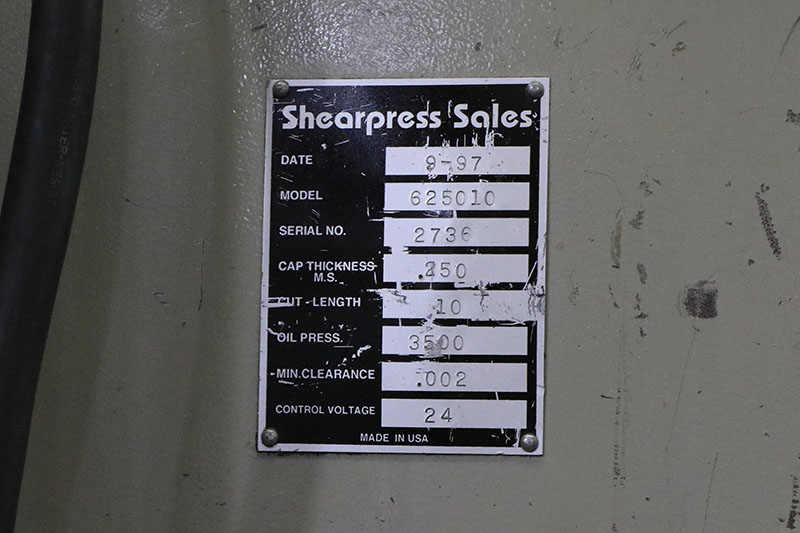 Shearpress Sales
DATE 9-97
MODEL 625010
SERIAL NO. 2736
CAP THICKNESS M.S. .250
CUT - LENGTH 10
OIL PRESS. 3500
MIN. CLEARANCE .002
CONTROL VOLTAGE 24
MADE IN USA